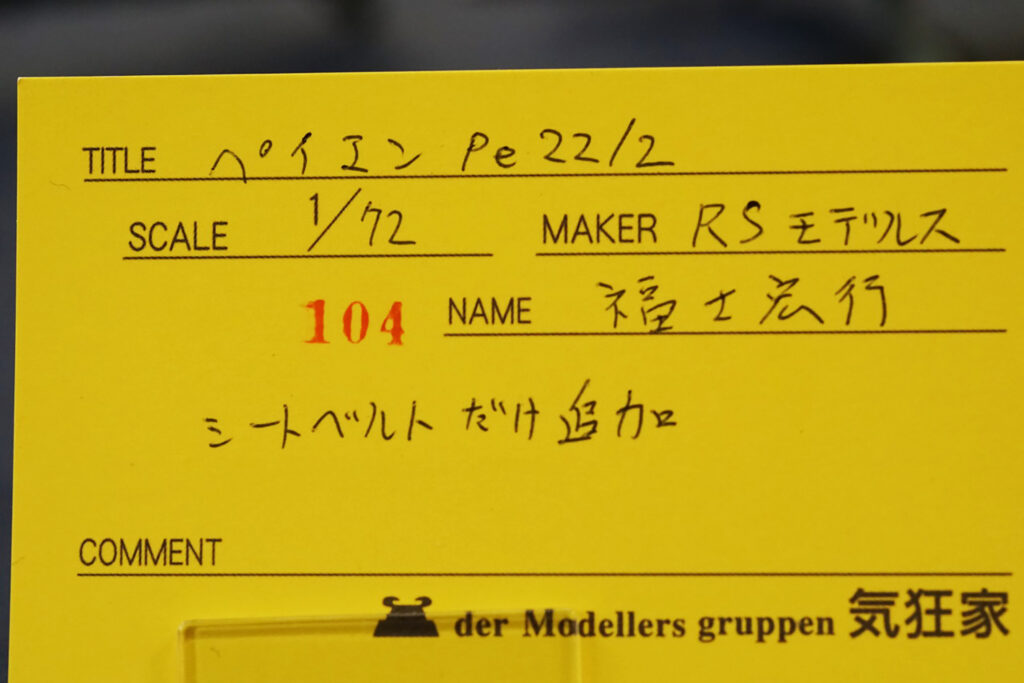 TITLE ペイエン Pe 22/2
SCALE 1/72 MAKER RSモデルス
104 NAME 福士宏行
シートベルトだけ追加
COMMENT
der Modellers gruppen 気狂家